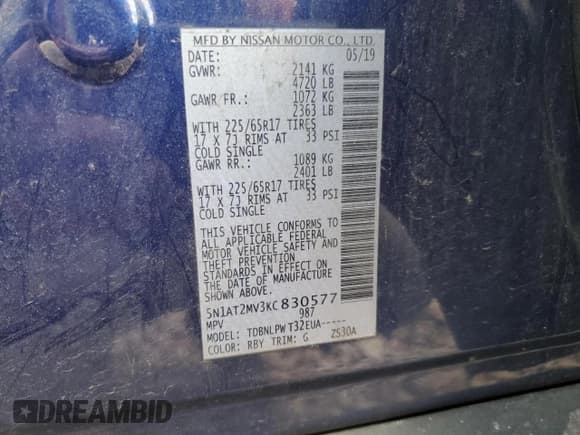 MFD BY NISSAN MOTOR CO., LTD.
DATE: 05/19
GVWR: 2141 KG
4720 LB
GAWR FR.: 1072 KG
2363 LB
WITH 225/65R17 TIRES
17 X 7J RIMS AT 33 PSI
COLD SINGLE
GAWR RR.: 1089 KG
2401 LB
WITH 225/65R17 TIRES
17 X 7J RIMS AT 33 PSI
COLD SINGLE
THIS VEHICLE CONFORMS TO
ALL APPLICABLE FEDERAL
MOTOR VEHICLE SAFETY AND
THEFT PREVENTION
STANDARDS IN EFFECT ON
THE DATE OF MANUFACTURE
SHOWN ABOVE.
5N1AT2MV3KC830577
MPV 987
MODEL: TDBNLPW T32EUA-----
COLOR: RBY TRIM: G ZS30A
DREAMBID